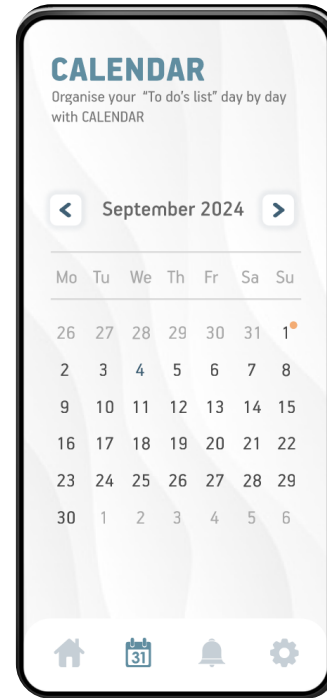 CALENDAR
Organise your “To do's list” day by day
with CALENDAR
< September 2024 >
Mo Tu We Th Fr Sa Su
26 27 28 29 30 31 1
2 3 4 5 6 7 8
9 10 11 12 13 14 15
16 17 18 19 20 21 22
23 24 25 26 27 28 29
30 1 2 3 4 5 6
31